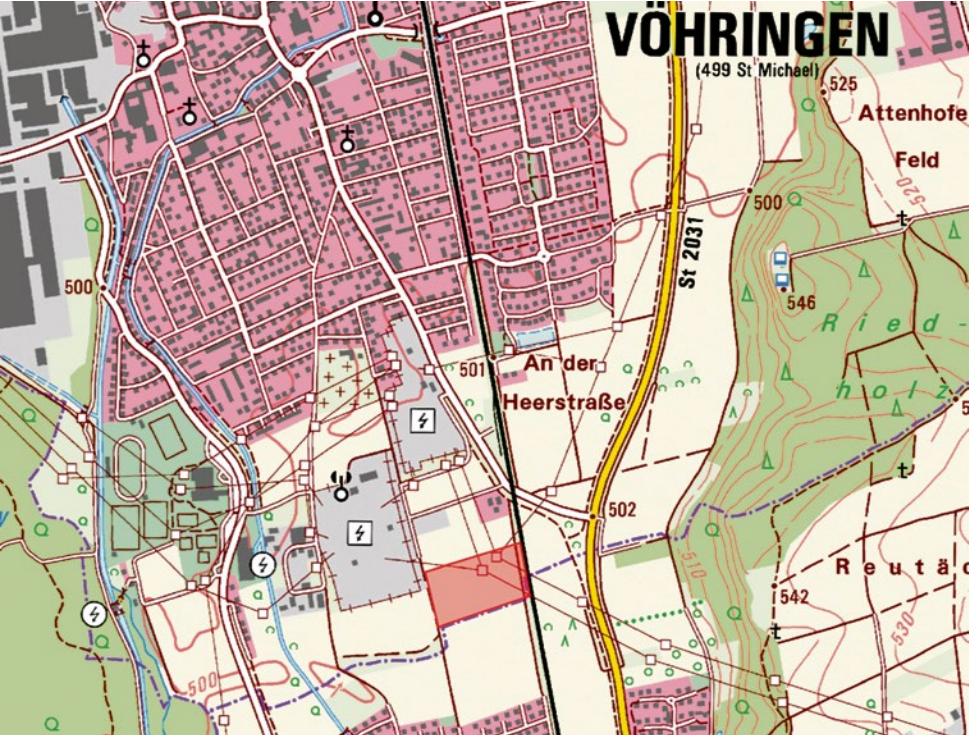 VÖHRINGEN
(499 St Michael)
525
Attenhofe
Feld
520
500
St 2031
500
546
Ried-
holz
501
An der
Heerstraße
502
510
Reutä
542
530
500